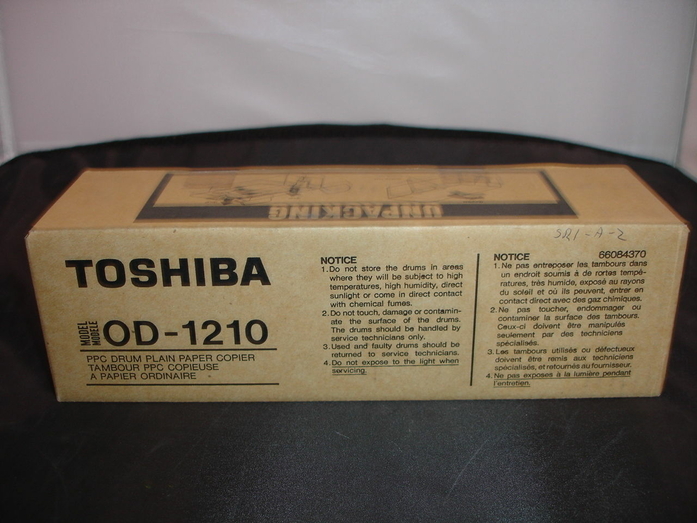 UNPACKING
UNPACKING
SR1-A-2
TOSHIBA
MODEL
MODELE
OD-1210
PPC DRUM PLAIN PAPER COPIER
TAMBOUR PPC COPIEUSE
A PAPIER ORDINAIRE
NOTICE
1. Do not store the drums in areas
where they will be subject to high
temperatures, high humidity, direct
sunlight or come in direct contact
with chemical fumes.
2. Do not touch, damage or contamin-
ate the surface of the drums.
The drums should be handled by
service technicians only.
3. Used and faulty drums should be
returned to service technicians.
4. Do not expose to the light when
servicing.
NOTICE 66084370
1. Ne pas entreposer les tambours dans
un endroit soumis à de rortes tempé-
ratures, très humide, exposé au rayons
du soleil et où ils peuvent, entrer en
contact direct avec des gaz chimiques.
2. Ne pas toucher, endommager ou
contaminer la surface des tambours.
Ceux-ci doivent être manipulés
seulement par des techniciens
spécialisés.
3. Les tambours utilisés ou défectueux
doivent être remis aux techniciens
spécialisés, et retournés au fournisseur.
4. Ne pas exposes à la lumière pendant
l'entretien.